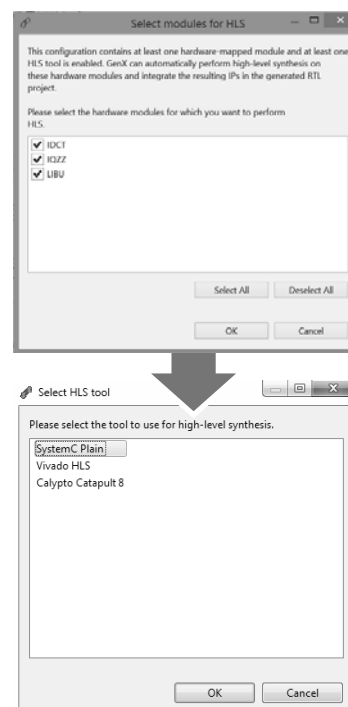 Select modules for HLS
This configuration contains at least one hardware-mapped module and at least one
HLS tool is enabled. GenX can automatically perform high-level synthesis on
these hardware modules and integrate the resulting IPs in the generated RTL
project.
Please select the hardware modules for which you want to perform
HLS.
IDCT
IQZZ
LIBU
Select All Deselect All
OK Cancel
Select HLS tool
Please select the tool to use for high-level synthesis.
SystemC Plain
Vivado HLS
Calypto Catapult 8
OK Cancel